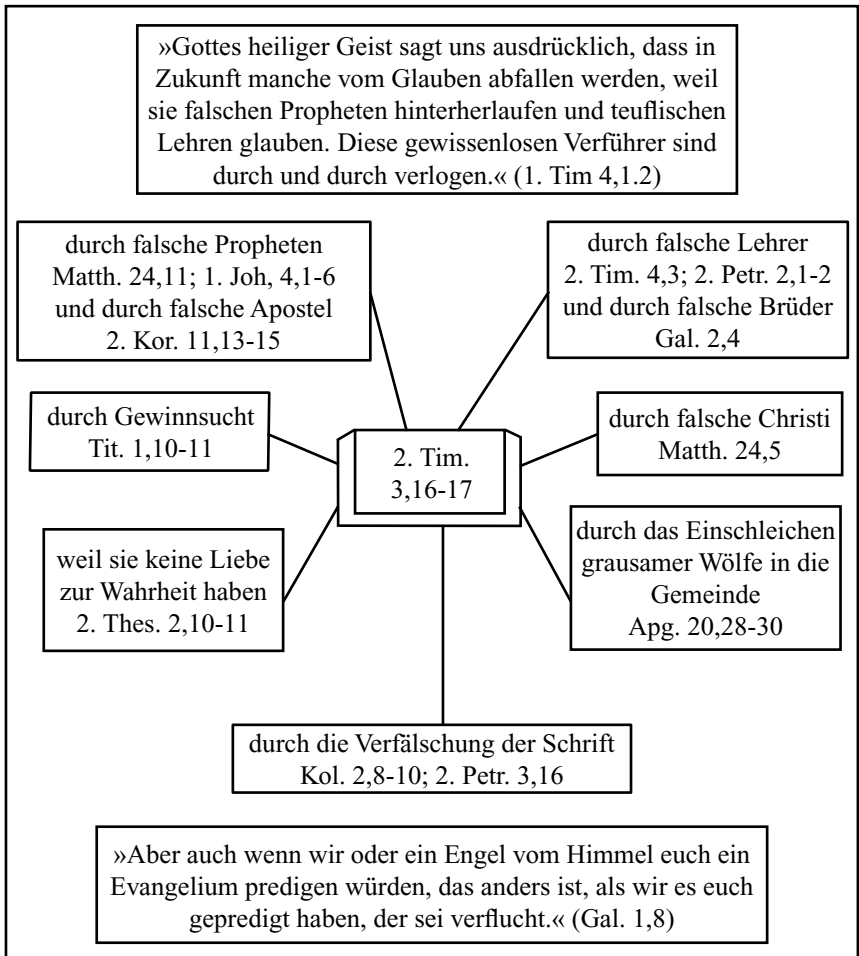 »Gottes heiliger Geist sagt uns ausdrücklich, dass in
Zukunft manche vom Glauben abfallen werden, weil
sie falschen Propheten hinterherlaufen und teuflischen
Lehren glauben. Diese gewissenlosen Verführer sind
durch und durch verlogen.« (1. Tim 4,1.2)
durch falsche Propheten
Matth. 24,11; 1. Joh, 4,1-6
und durch falsche Apostel
2. Kor. 11,13-15
durch falsche Lehrer
2. Tim. 4,3; 2. Petr. 2,1-2
und durch falsche Brüder
Gal. 2,4
durch Gewinnsucht
Tit. 1,10-11
2. Tim.
3,16-17
durch falsche Christi
Matth. 24,5
weil sie keine Liebe
zur Wahrheit haben
2. Thes. 2,10-11
durch das Einschleichen
grausamer Wölfe in die
Gemeinde
Apg. 20,28-30
durch die Verfälschung der Schrift
Kol. 2,8-10; 2. Petr. 3,16
»Aber auch wenn wir oder ein Engel vom Himmel euch ein
Evangelium predigen würden, das anders ist, als wir es euch
gepredigt haben, der sei verflucht.« (Gal. 1,8)